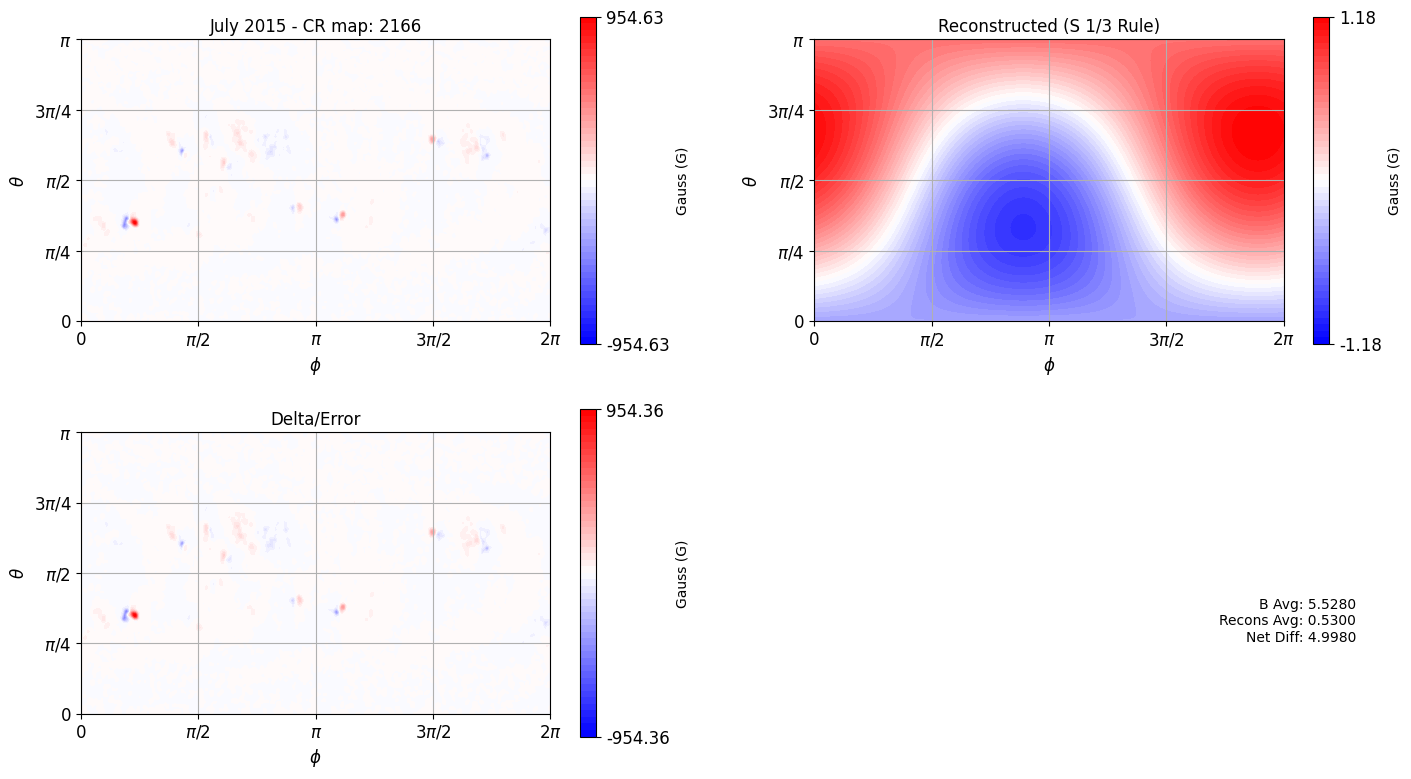 July 2015 - CR map: 2166
π
3π/4
π/2
π/4
0
θ
0
π/2
π
3π/2
2π
ϕ
954.63
-954.63
Gauss (G)
Reconstructed (S 1/3 Rule)
π
3π/4
π/2
π/4
0
θ
0
π/2
π
3π/2
2π
ϕ
1.18
-1.18
Gauss (G)
Delta/Error
π
3π/4
π/2
π/4
0
θ
0
π/2
π
3π/2
2π
ϕ
954.36
-954.36
Gauss (G)
B Avg: 5.5280
Recons Avg: 0.5300
Net Diff: 4.9980